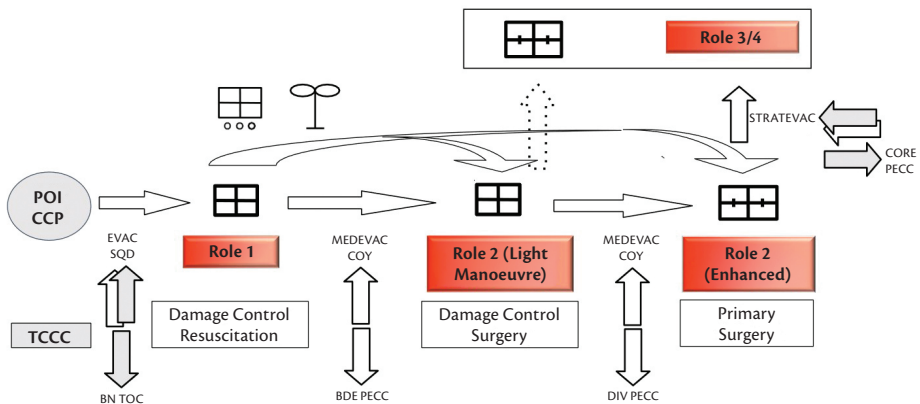 Role 3/4
STRATEVAC
CORE
PECC
POI
CCP
EVAC
SQD
Role 1
MEDEVAC
COY
Role 2 (Light
Manoeuvre)
MEDEVAC
COY
Role 2
(Enhanced)
TCCC
Damage Control
Resuscitation
Damage Control
Surgery
Primary
Surgery
BN TOC
BDE PECC
DIV PECC